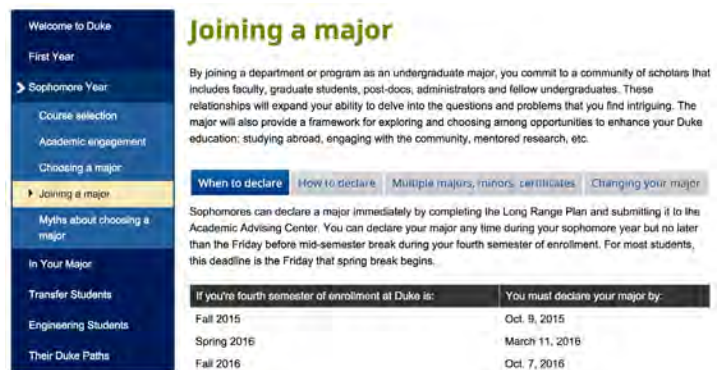 Welcome to Duke
First Year
Sophomore Year
Course selection
Academic engagement
Choosing a major
Joining a major
Myths about choosing a
major
In Your Major
Transfer Students
Engineering Students
Their Duke Paths
Joining a major
By joining a department or program as an undergraduate major, you commit to a community of scholars that
includes faculty, graduate students, post-docs, administrators and fellow undergraduates. These
relationships will expand your ability to delve into the questions and problems that you find intriguing. The
major will also provide a framework for exploring and choosing among opportunities to enhance your Duke
education: studying abroad, engaging with the community, mentored research, etc.
When to declare How to declare Multiple majors, minors, certificates Changing your major
Sophomores can declare a major immediately by completing the Long Range Plan and submitting it to the
Academic Advising Center. You can declare your major any time during your sophomore year but no later
than the Friday before mid-semester break during your fourth semester of enrollment. For most students,
this deadline is the Friday that spring break begins.
If you're fourth semester of enrollment at Duke is: You must declare your major by:
Fall 2015 Oct. 9, 2015
Spring 2016 March 11, 2016
Fall 2016 Oct. 7, 2016